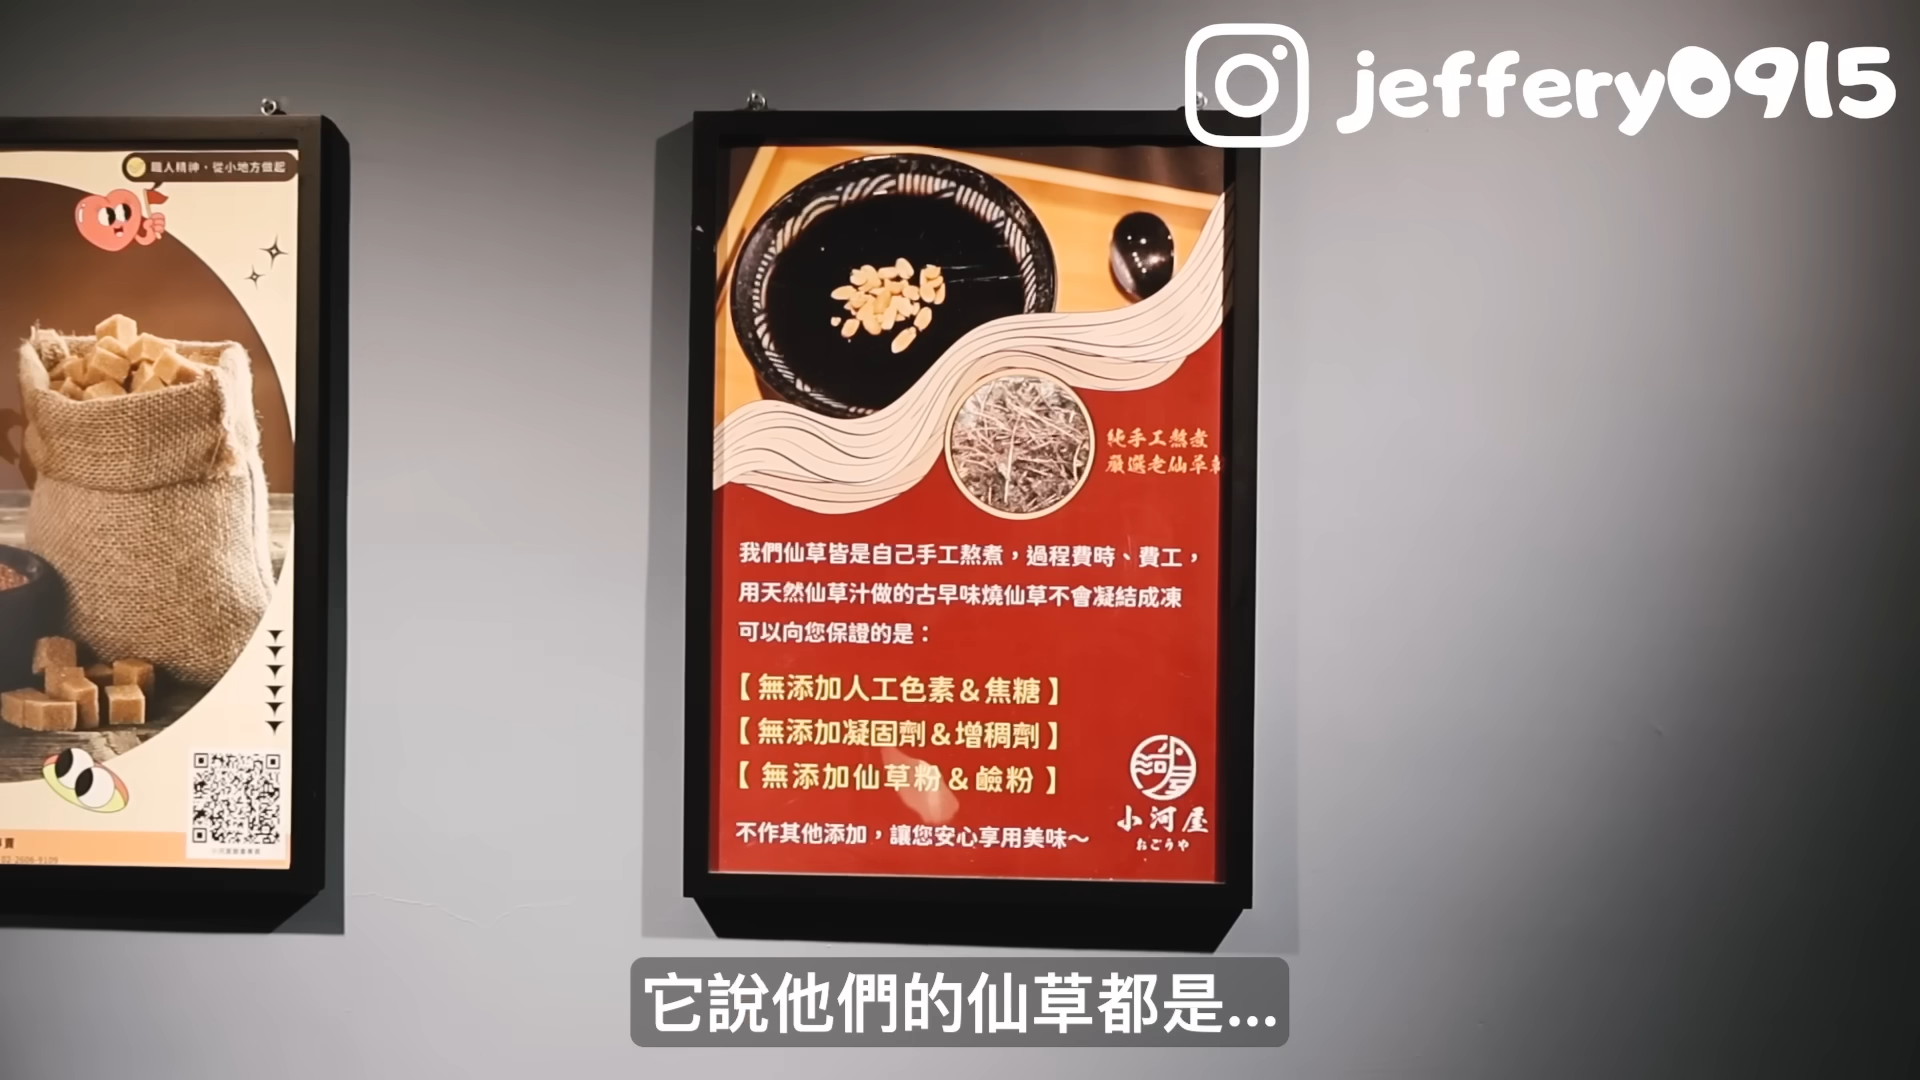 jeffery0915
職人精神，從小地方做起
純手工熬煮
嚴選老仙草
我們仙草皆是自己手工熬煮，過程費時、費工，
用天然仙草汁做的古早味燒仙草不會凝結成凍
可以向您保證的是：
【無添加人工色素＆焦糖】
【無添加凝固劑＆增稠劑】
【無添加仙草粉＆鹼粉】
不作其他添加，讓您安心享用美味～
小河屋
おごうや
02-2606-9109
它說他們的仙草都是...